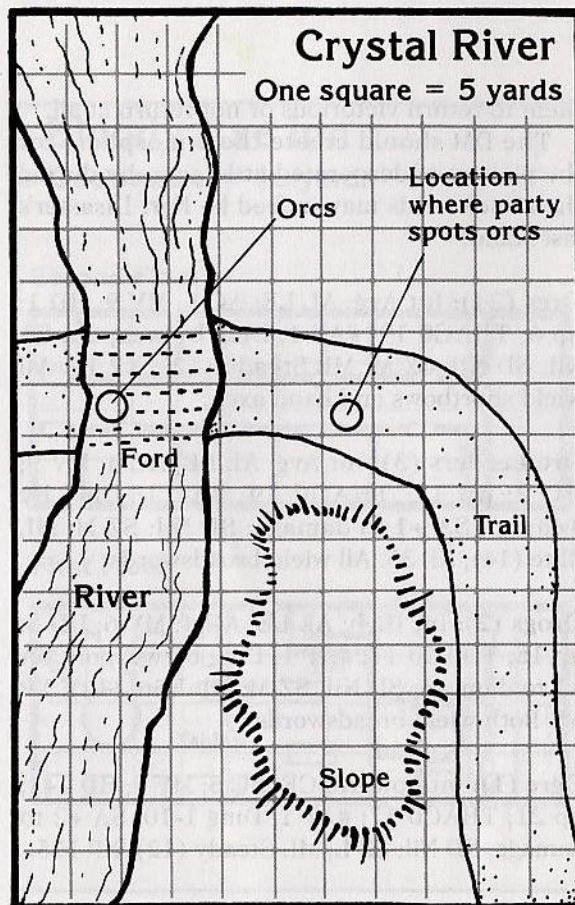 Crystal River
One square = 5 yards
Location
where party
spots orcs
Orcs
Ford
Trail
River
Slope